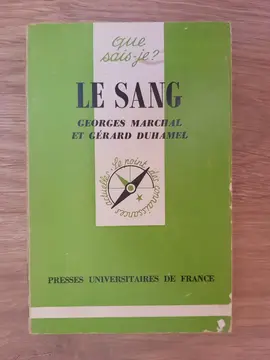 que
sais-je?
LE SANG
GEORGES MARCHAL
ET GÉRARD DUHAMEL
Le point des connaissances actuelles
PRESSES UNIVERSITAIRES DE FRANCE